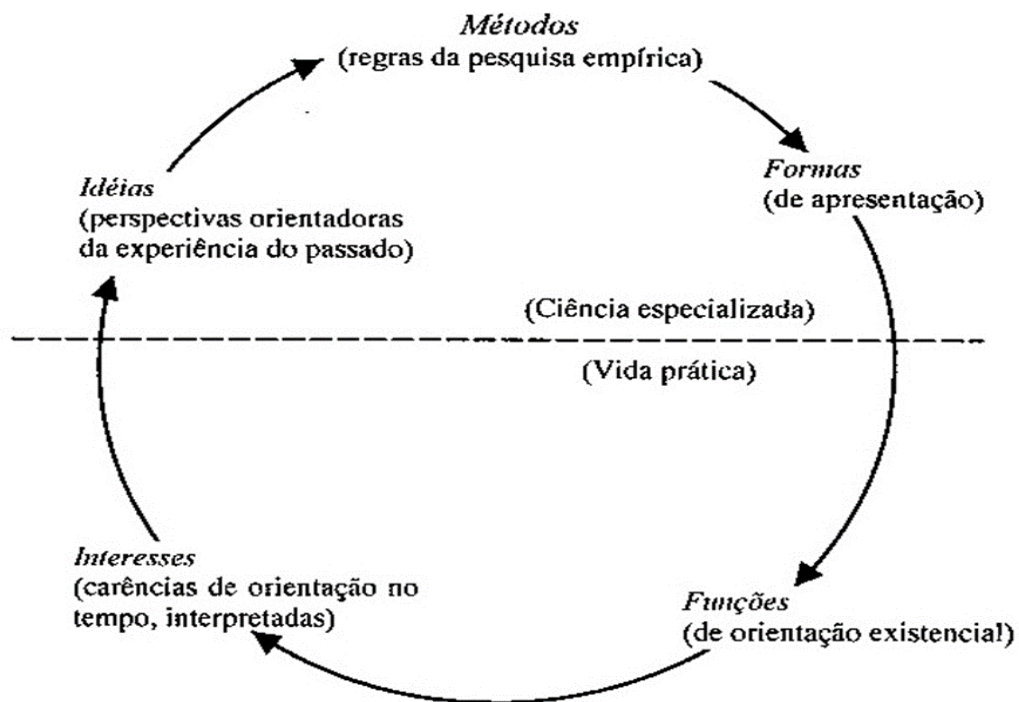 Métodos
(regras da pesquisa empírica)
Formas
(de apresentação)
Idéias
(perspectivas orientadoras
da experiência do passado)
(Ciência especializada)
(Vida prática)
Interesses
(carências de orientação no
tempo, interpretadas)
Funções
(de orientação existencial)